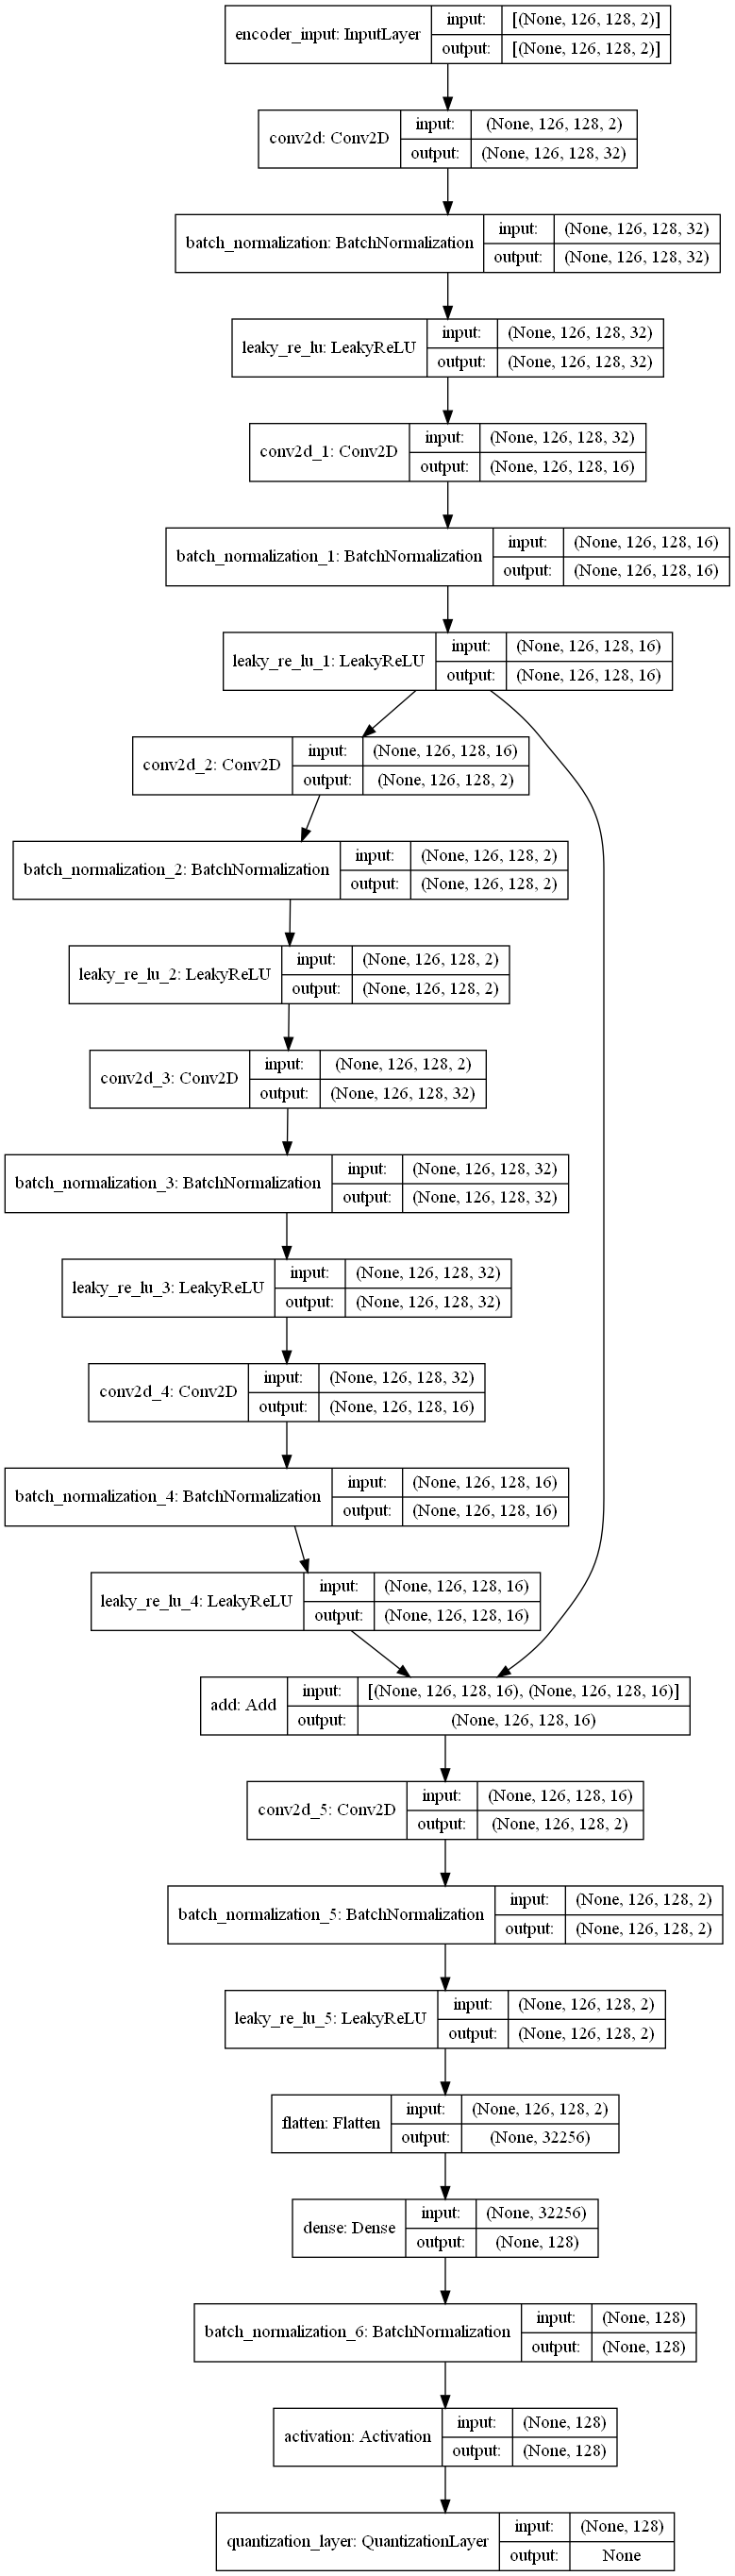 encoder_input: InputLayer
input:
[(None, 126, 128, 2)]
output:
[(None, 126, 128, 2)]
conv2d: Conv2D
input:
(None, 126, 128, 2)
output:
(None, 126, 128, 32)
batch_normalization: BatchNormalization
input:
(None, 126, 128, 32)
output:
(None, 126, 128, 32)
leaky_re_lu: LeakyReLU
input:
(None, 126, 128, 32)
output:
(None, 126, 128, 32)
conv2d_1: Conv2D
input:
(None, 126, 128, 32)
output:
(None, 126, 128, 16)
batch_normalization_1: BatchNormalization
input:
(None, 126, 128, 16)
output:
(None, 126, 128, 16)
leaky_re_lu_1: LeakyReLU
input:
(None, 126, 128, 16)
output:
(None, 126, 128, 16)
conv2d_2: Conv2D
input:
(None, 126, 128, 16)
output:
(None, 126, 128, 2)
batch_normalization_2: BatchNormalization
input:
(None, 126, 128, 2)
output:
(None, 126, 128, 2)
leaky_re_lu_2: LeakyReLU
input:
(None, 126, 128, 2)
output:
(None, 126, 128, 2)
conv2d_3: Conv2D
input:
(None, 126, 128, 2)
output:
(None, 126, 128, 32)
batch_normalization_3: BatchNormalization
input:
(None, 126, 128, 32)
output:
(None, 126, 128, 32)
leaky_re_lu_3: LeakyReLU
input:
(None, 126, 128, 32)
output:
(None, 126, 128, 32)
conv2d_4: Conv2D
input:
(None, 126, 128, 32)
output:
(None, 126, 128, 16)
batch_normalization_4: BatchNormalization
input:
(None, 126, 128, 16)
output:
(None, 126, 128, 16)
leaky_re_lu_4: LeakyReLU
input:
(None, 126, 128, 16)
output:
(None, 126, 128, 16)
add: Add
input:
[(None, 126, 128, 16), (None, 126, 128, 16)]
output:
(None, 126, 128, 16)
conv2d_5: Conv2D
input:
(None, 126, 128, 16)
output:
(None, 126, 128, 2)
batch_normalization_5: BatchNormalization
input:
(None, 126, 128, 2)
output:
(None, 126, 128, 2)
leaky_re_lu_5: LeakyReLU
input:
(None, 126, 128, 2)
output:
(None, 126, 128, 2)
flatten: Flatten
input:
(None, 126, 128, 2)
output:
(None, 32256)
dense: Dense
input:
(None, 32256)
output:
(None, 128)
batch_normalization_6: BatchNormalization
input:
(None, 128)
output:
(None, 128)
activation: Activation
input:
(None, 128)
output:
(None, 128)
quantization_layer: QuantizationLayer
input:
(None, 128)
output:
None